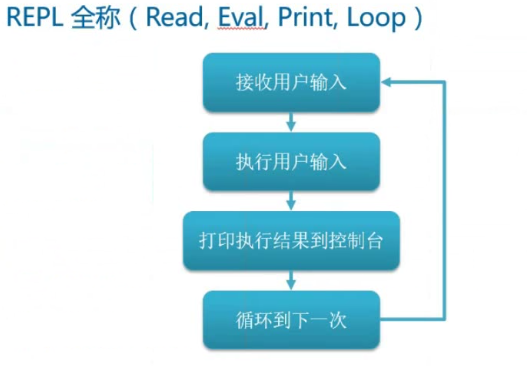 REPL 全称（Read, Eval, Print, Loop）
接收用户输入
执行用户输入
打印执行结果到控制台
循环到下一次